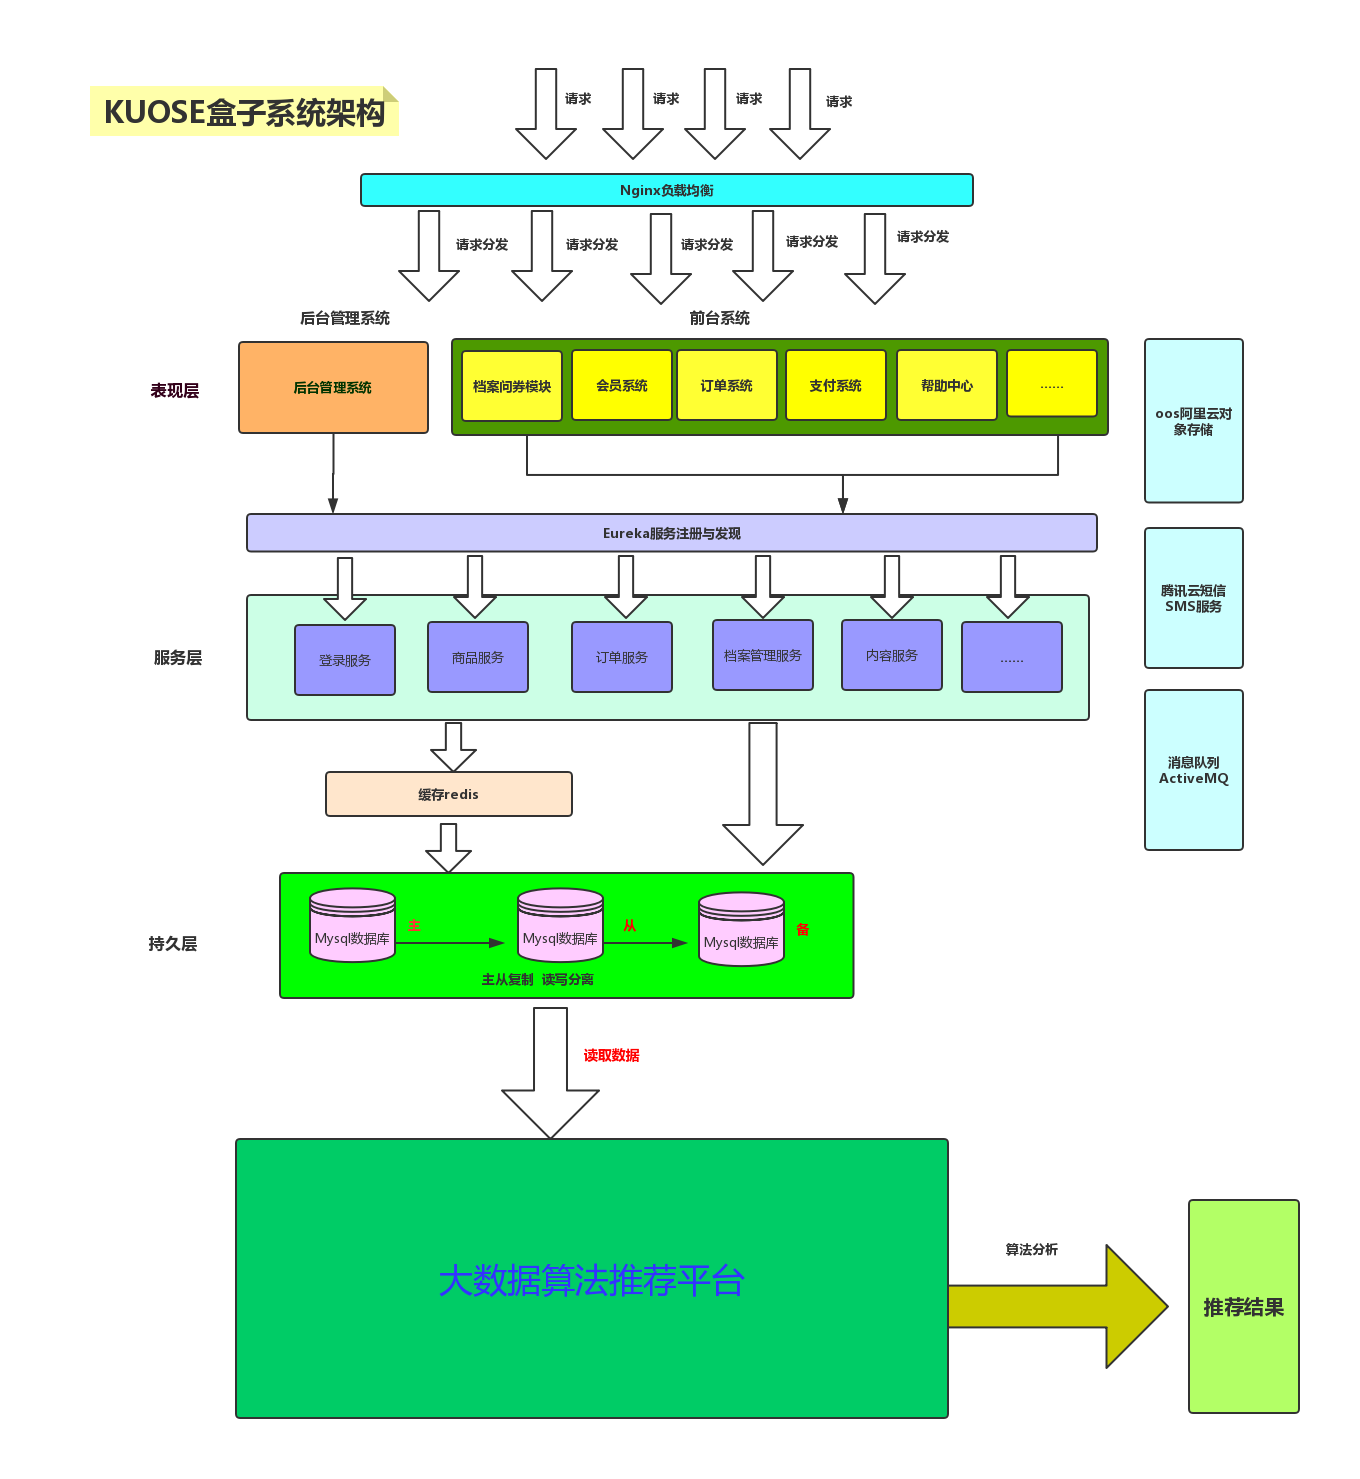 KUOSE盒子系统架构
请求
请求
请求
请求
Nginx负载均衡
请求分发
请求分发
请求分发
请求分发
请求分发
后台管理系统
前台系统
表现层
后台管理系统
档案问券模块
会员系统
订单系统
支付系统
帮助中心
......
oos阿里云对
象存储
Eureka服务注册与发现
腾讯云短信
SMS服务
服务层
登录服务
商品服务
订单服务
档案管理服务
内容服务
......
消息队列
ActiveMQ
缓存redis
持久层
Mysql数据库
主
Mysql数据库
从
Mysql数据库
备
主从复制 读写分离
读取数据
大数据算法推荐平台
算法分析
推荐结果